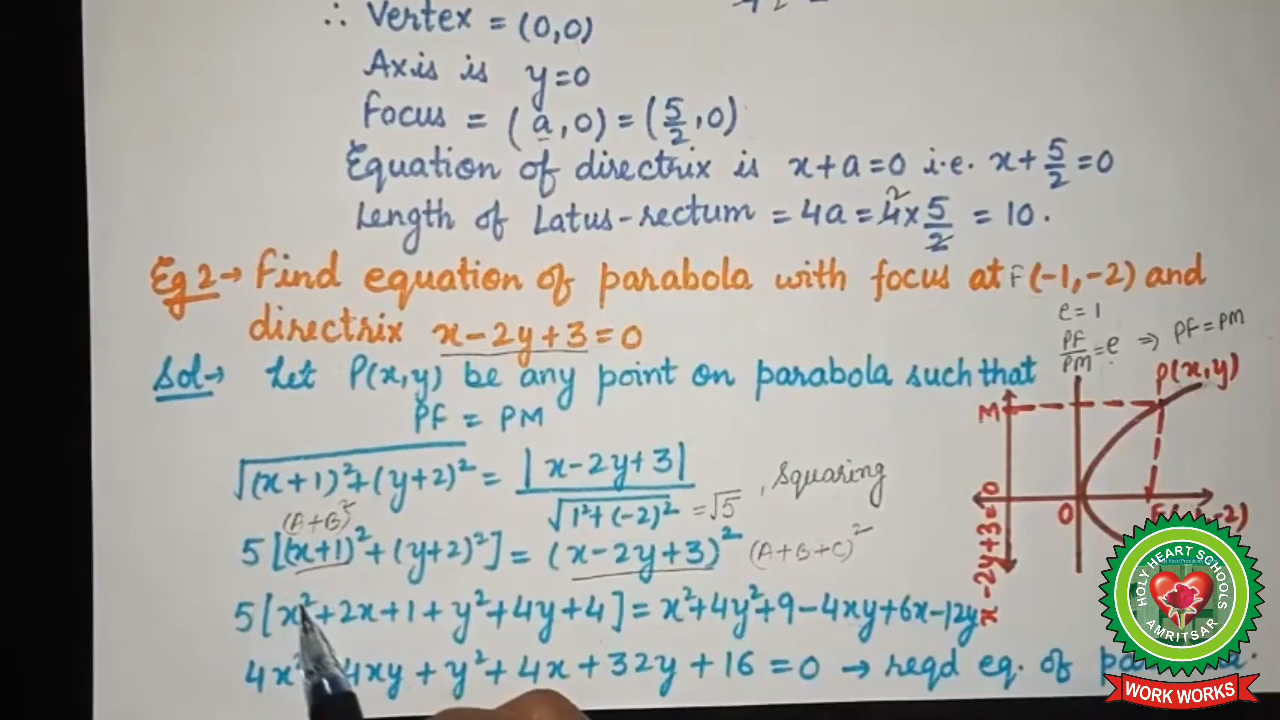 ∴ Vertex = (0,0)
Axis is y=0
Focus = (a,0) = (5/2,0)
Equation of directrix is x+a=0 i.e. x+5/2=0
Length of Latus-rectum = 4a = 4×5/2 = 10.
2
Eg 2→ Find equation of parabola with focus at F(-1,-2) and
directrix x-2y+3=0
e=1
PF/PM=e ⇒ PF=PM
Sol→ Let P(x,y) be any point on parabola such that
PF = PM
P(x,y)
M
√(x+1)²+(y+2)² = |x-2y+3| / √1²+(-2)² = √5, Squaring
(A+B)²
5[(x+1)²+(y+2)²] = (x-2y+3)² (A+B+C)²
O
x-2y+3=0
5[x²+2x+1+y²+4y+4] = x²+4y²+9-4xy+6x-12y
4x² 4xy + y²+4x+32y+16=0 → reqd eq. of
HOLY HEART SCHOOLS
AMRITSAR
WORK WORKS